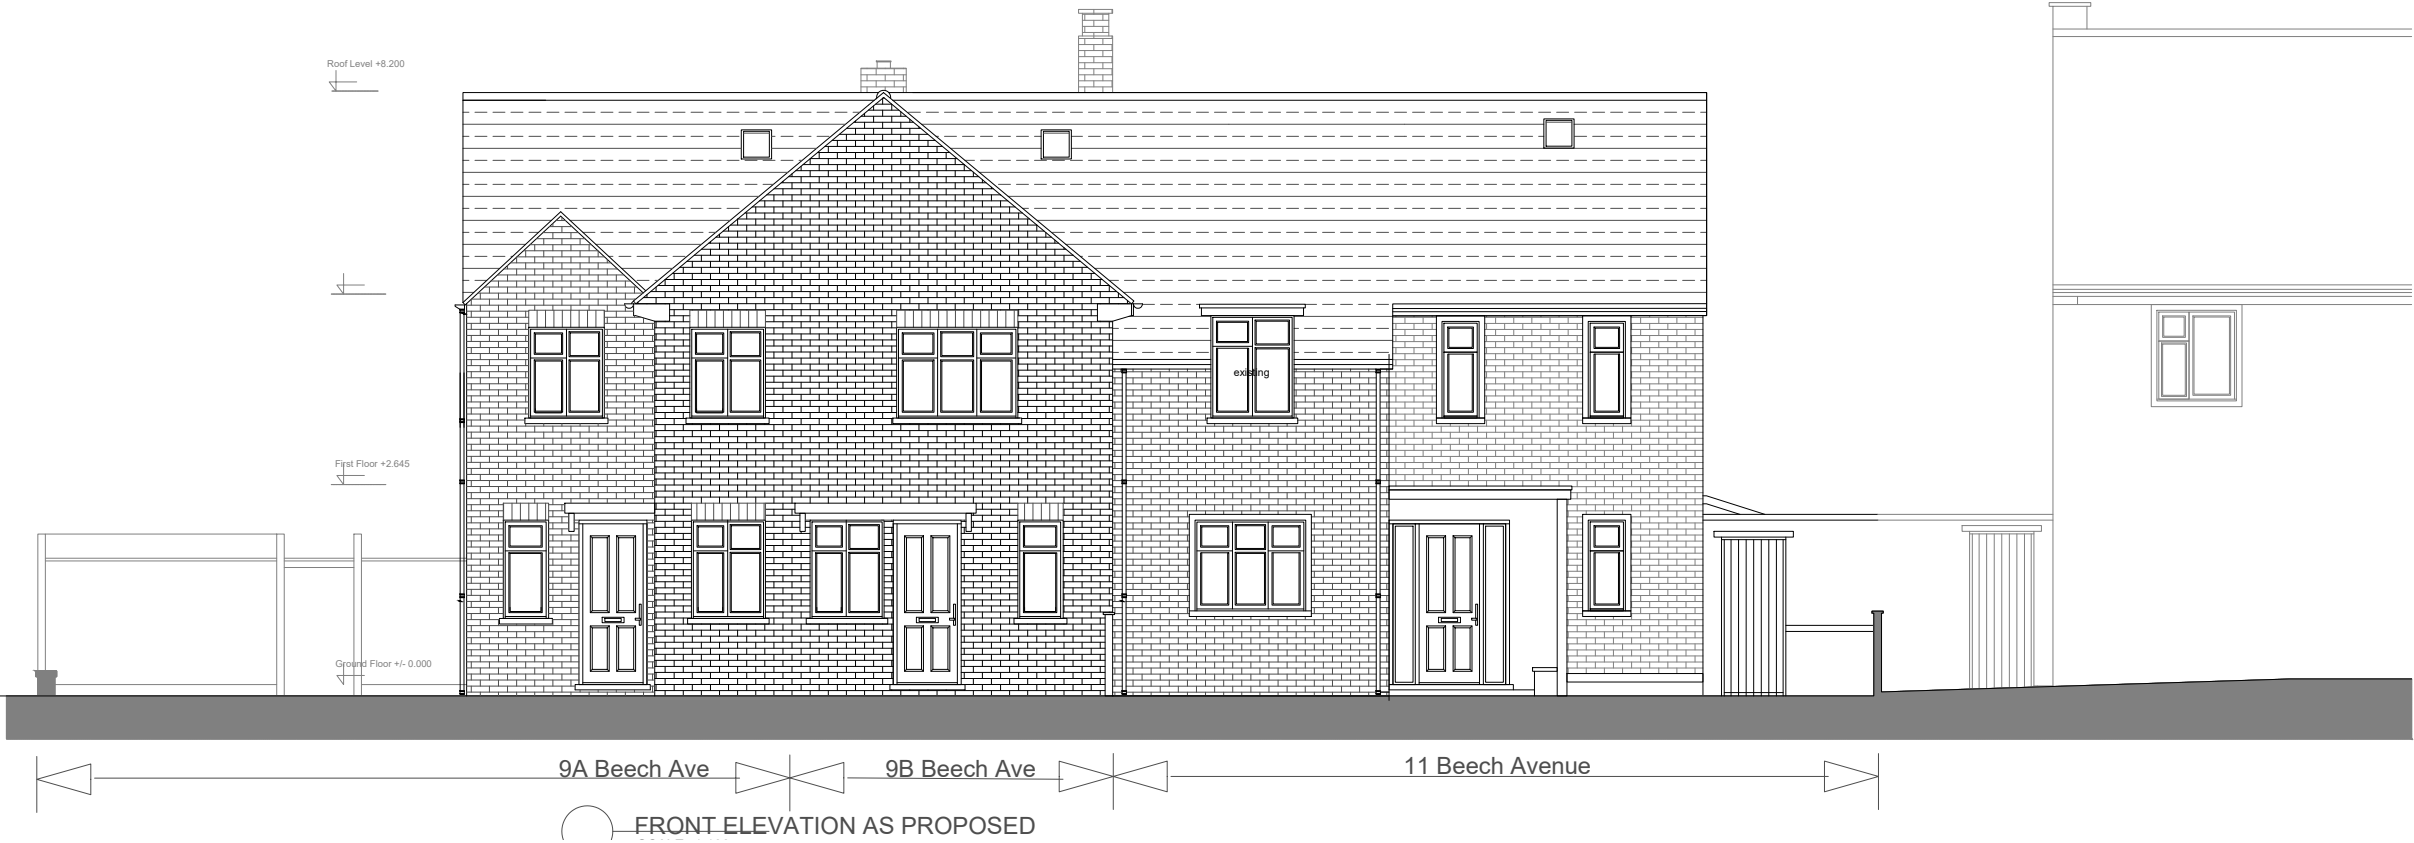 Roof Level +8.200
existing
First Floor +2.645
Ground Floor +/- 0.000
9A Beech Ave
9B Beech Ave
11 Beech Avenue
FRONT ELEVATION AS PROPOSED